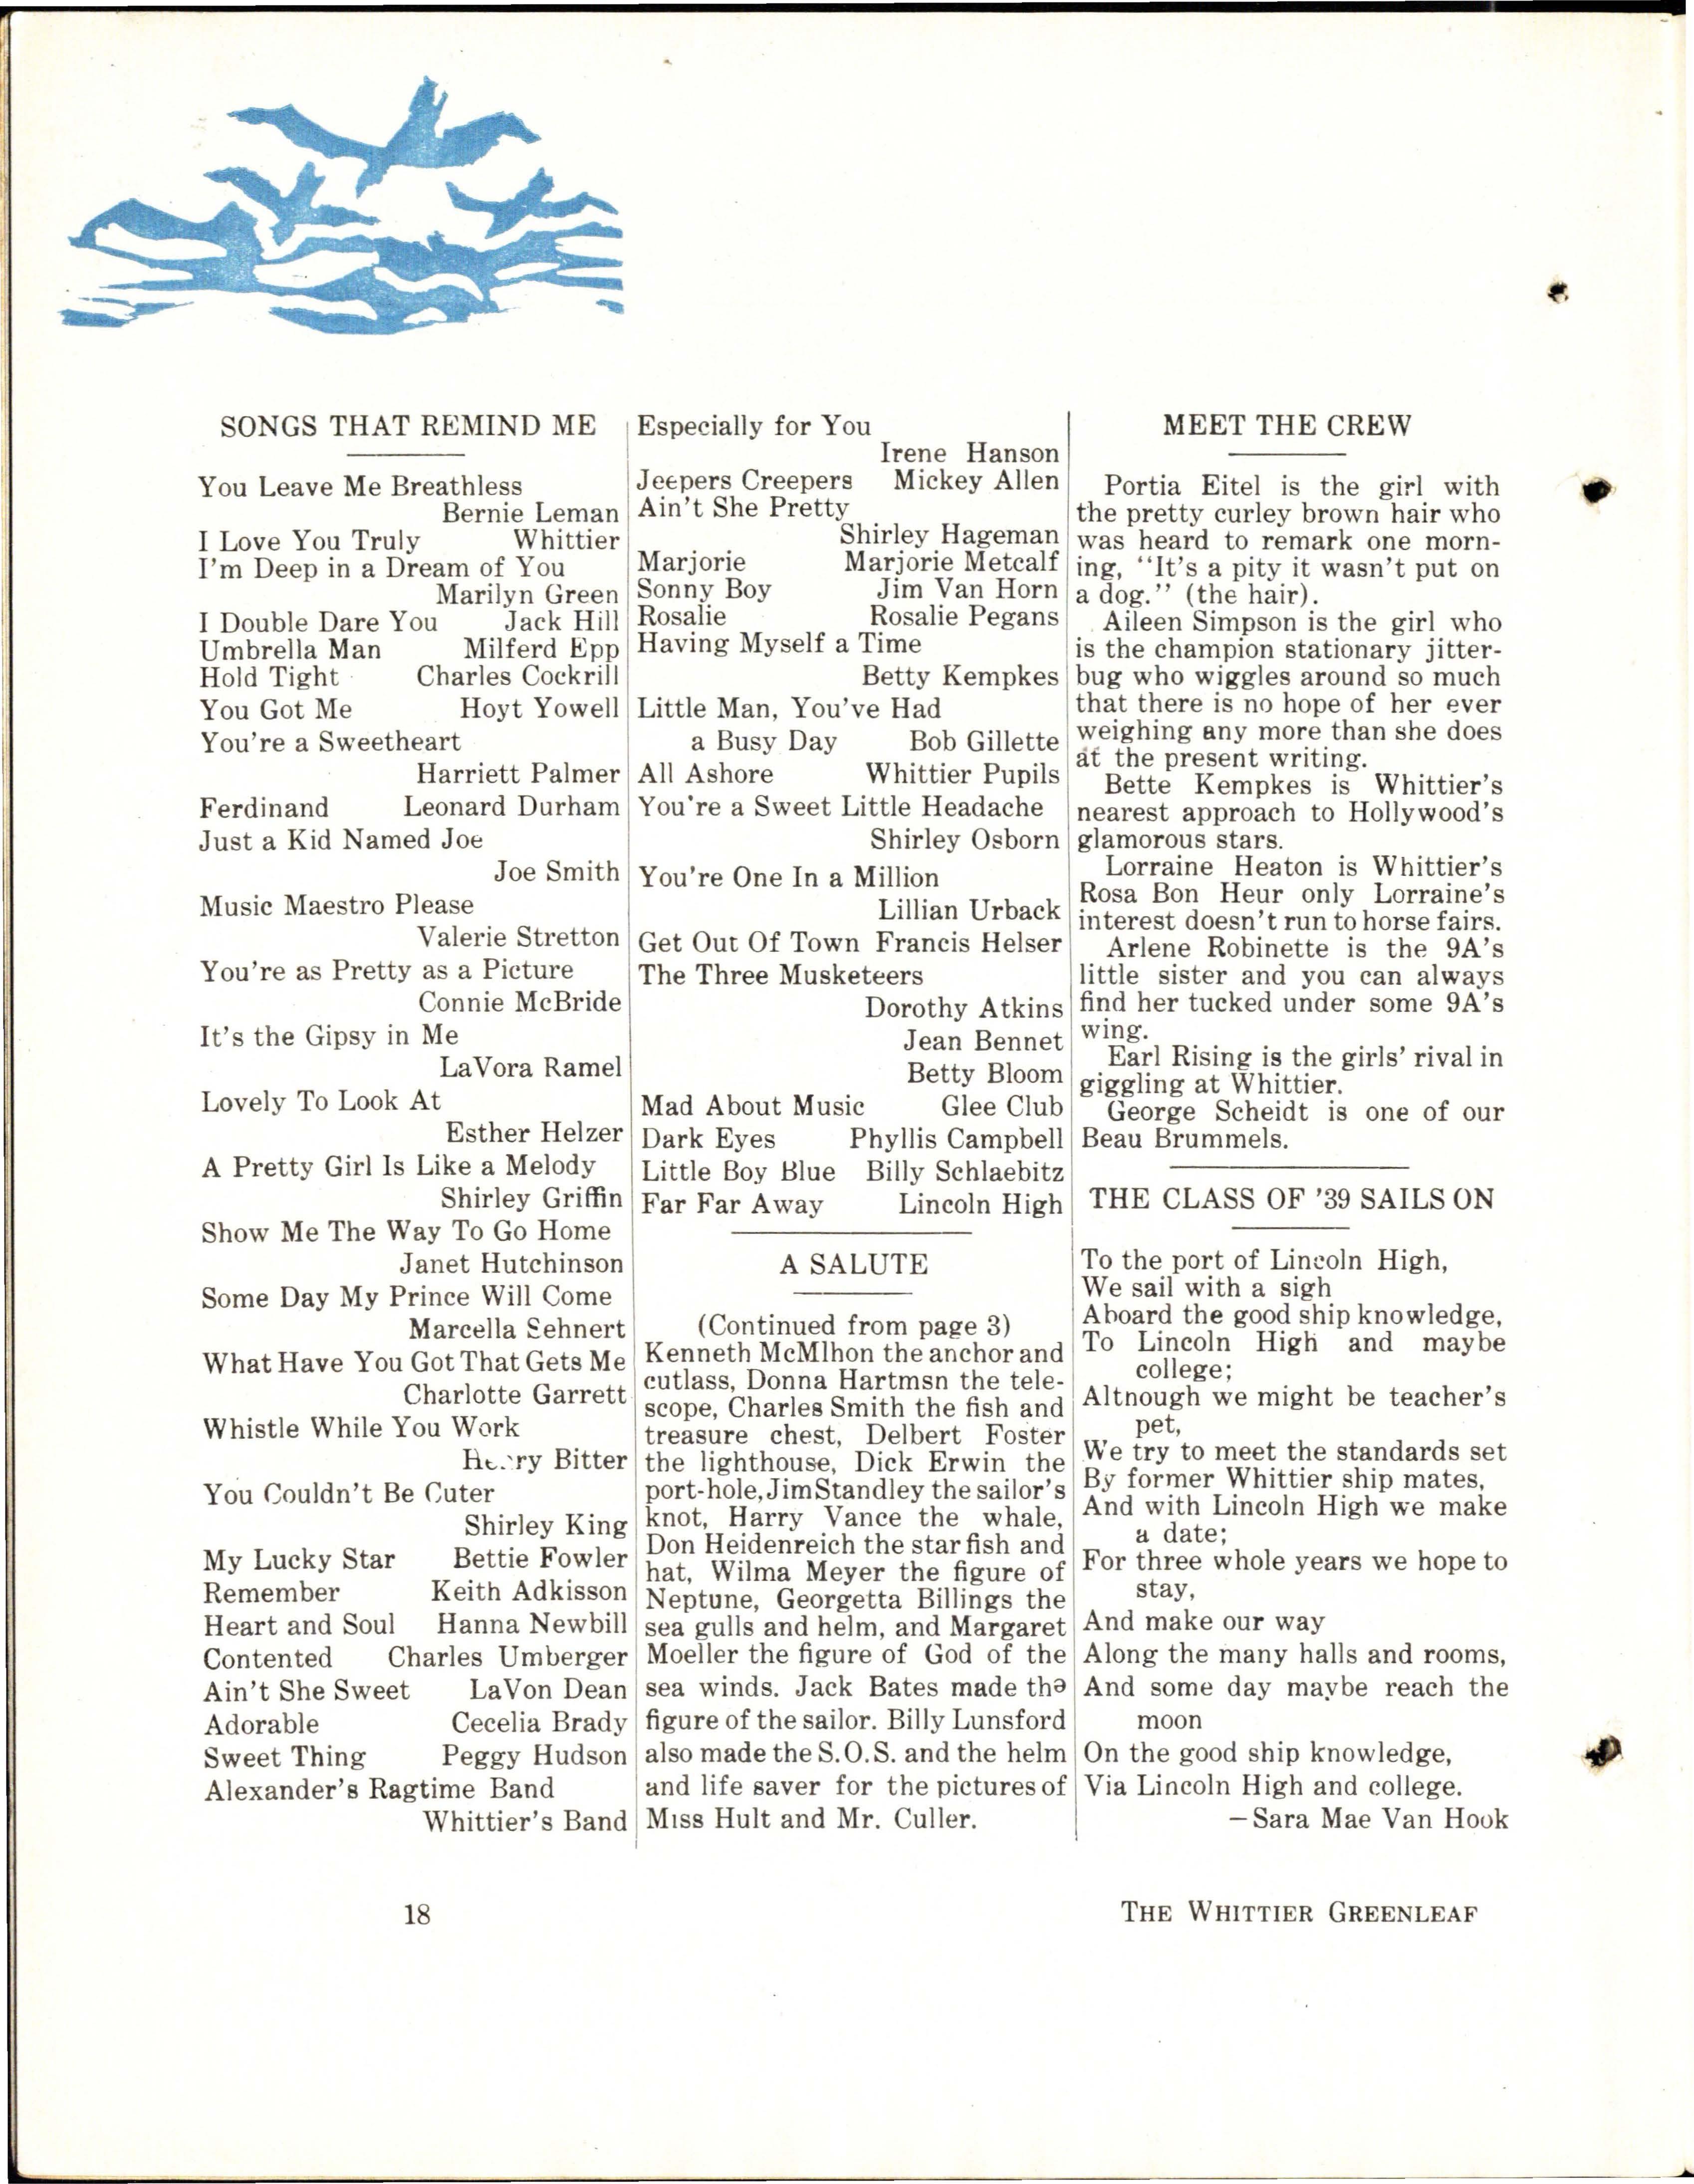 SONGS THAT REMIND ME
You Leave Me Breathless
Bernie Leman
I Love You Truly Whittier
I'm Deep in a Dream of You
Marilyn Green
I Double Dare You Jack Hill
Umbrella Man Milferd Epp
Hold Tight Charles Cockrill
You Got Me Hoyt Yowell
You're a Sweetheart
Harriett Palmer
Ferdinand Leonard Durham
Just a Kid Named Joe
Joe Smith
Music Maestro Please
Valerie Stretton
You're as Pretty as a Picture
Connie McBride
It's the Gipsy in Me
LaVora Ramel
Lovely To Look At
Esther Helzer
A Pretty Girl Is Like a Melody
Shirley Griffin
Show Me The Way To Go Home
Janet Hutchinson
Some Day My Prince Will Come
Marcella Sehnert
What Have You Got That Gets Me
Charlotte Garrett
Whistle While You Work
Bitter
You Couldn't Be Cuter
Shirley King
My Lucky Star Bettie Fowler
Remember Keith Adkisson
Heart and Soul Hanna Newbill
Contented Charles Umberger
Ain't She Sweet LaVon Dean
Adorable Cecelia Brady
Sweet Thing Peggy Hudson
Alexander's Ragtime Band
Whittier's Band
Especially for You
Irene Hanson
Jeepers Creepers Mickey Allen
Ain't She Pretty
Shirley Hageman
Marjorie Marjorie Metcalf
Sonny Boy Jim Van Horn
Rosalie Rosalie Pegans
Having Myself a Time
Betty Kempkes
Little Man, You've Had
a Busy Day Bob Gillette
All Ashore Whittier Pupils
You're a Sweet Little Headache
Shirley Osborn
You're One In a Million
Lillian Urback
Get Out Of Town Francis Helser
The Three Musketeers
Dorothy Atkins
Jean Bennet
Betty Bloom
Mad About Music Glee Club
Dark Eyes Phyllis Campbell
Little Boy Blue Billy Schlaebitz
Far Far Away Lincoln High
A SALUTE
(Continued from page 3)
Kenneth McMlhon the anchor and
cutlass, Donna Hartmsn the tele-
scope, Charles Smith the fish and
treasure chest, Delbert Foster
the lighthouse, Dick Erwin the
port-hole, Jim Standley the sailor's
knot, Harry Vance the whale,
Don Heidenreich the star fish and
hat, Wilma Meyer the figure of
Neptune, Georgetta Billings the
sea gulls and helm, and Margaret
Moeller the figure of God of the
sea winds. Jack Bates made the
figure of the sailor. Billy Lunsford
also made the S.O.S. and the helm
and life saver for the pictures of
Miss Hult and Mr. Culler.
MEET THE CREW
Portia Eitel is the girl with
the pretty curley brown hair who
was heard to remark one morn-
ing, "It's a pity it wasn't put on
a dog." (the hair).
Aileen Simpson is the girl who
is the champion stationary jitter-
bug who wiggles around so much
that there is no hope of her ever
weighing any more than she does
at the present writing.
Bette Kempkes is Whittier's
nearest approach to Hollywood's
glamorous stars.
Lorraine Heaton is Whittier's
Rosa Bon Heur only Lorraine's
interest doesn't run to horse fairs.
Arlene Robinette is the 9A's
little sister and you can always
find her tucked under some 9A's
wing.
Earl Rising is the girls' rival in
giggling at Whittier.
George Scheidt is one of our
Beau Brummels.
THE CLASS OF '39 SAILS ON
To the port of Lincoln High,
We sail with a sigh
Aboard the good ship knowledge,
To Lincoln High and maybe
college;
Altnough we might be teacher's
pet,
We try to meet the standards set
By former Whittier ship mates,
And with Lincoln High we make
a date;
For three whole years we hope to
stay,
And make our way
Along the many halls and rooms,
And some day maybe reach the
moon
On the good ship knowledge,
Via Lincoln High and college.
—Sara Mae Van Hook
18
THE WHITTIER GREENLEAF